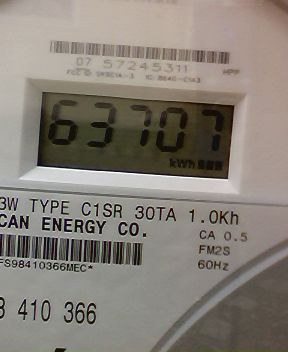 07 57245311
HPP
63707
kWh
3W TYPE C1SR 30TA 1.0Kh
CAN ENERGY CO.
CA 0.5
FM2S
60Hz
FS98410366MEC*
410 366